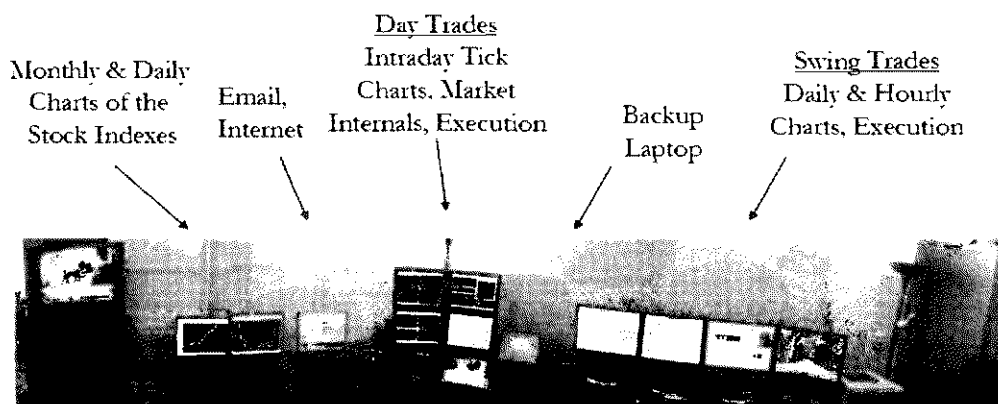 Monthly & Daily
Charts of the
Stock Indexes
Email,
Internet
Day Trades
Intraday Tick
Charts, Market
Internals, Execution
Backup
Laptop
Swing Trades
Daily & Hourly
Charts, Execution